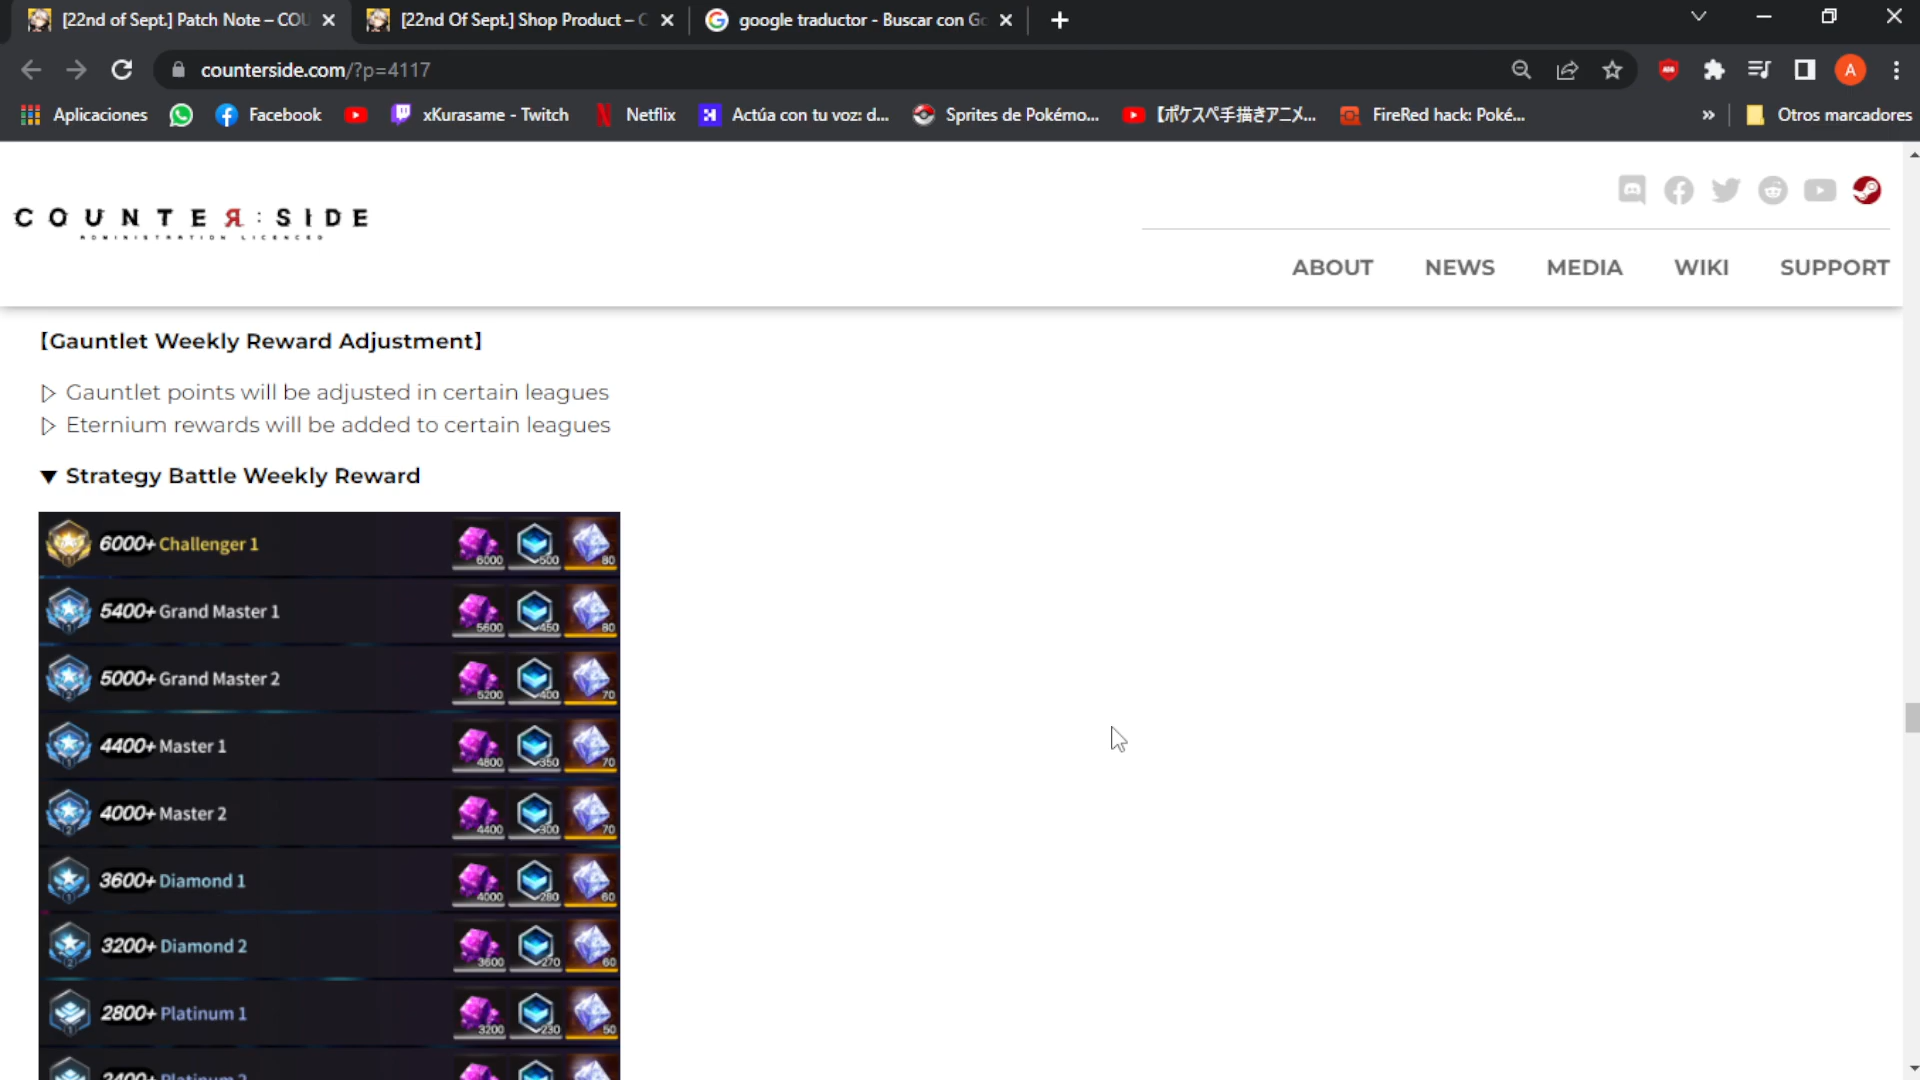 [22nd of Sept.] Patch Note – COU
[22nd Of Sept.] Shop Product – C
google traductor - Buscar con Go
counterside.com/?p=4117
A
Aplicaciones
Facebook
xKurasame - Twitch
Netflix
Actúa con tu voz: d...
Sprites de Pokémo...
【ポケスペ手描きアニメ...
FireRed hack: Poké...
»
Otros marcadores
COUNTEЯ:SIDE
ADMINISTRATION LICENCED
ABOUT
NEWS
MEDIA
WIKI
SUPPORT
【Gauntlet Weekly Reward Adjustment】
▷ Gauntlet points will be adjusted in certain leagues
▷ Eternium rewards will be added to certain leagues
▼ Strategy Battle Weekly Reward
6000+ Challenger 1 6000 500 80
5400+ Grand Master 1 5600 450 80
5000+ Grand Master 2 5200 400 70
4400+ Master 1 4800 350 70
4000+ Master 2 4400 300 70
3600+ Diamond 1 4000 280 60
3200+ Diamond 2 3600 270 60
2800+ Platinum 1 3200 230 50
2400+ Platinum 2